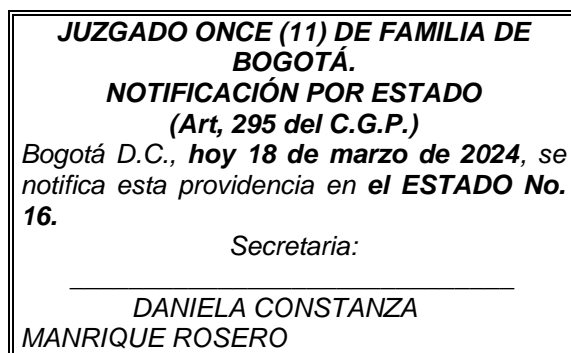 JUZGADO ONCE (11) DE FAMILIA DE
BOGOTÁ.
NOTIFICACIÓN POR ESTADO
(Art, 295 del C.G.P.)
Bogotá D.C., hoy 18 de marzo de 2024, se
notifica esta providencia en el ESTADO No.
16.
Secretaria:
________________________________
DANIELA CONSTANZA
MANRIQUE ROSERO